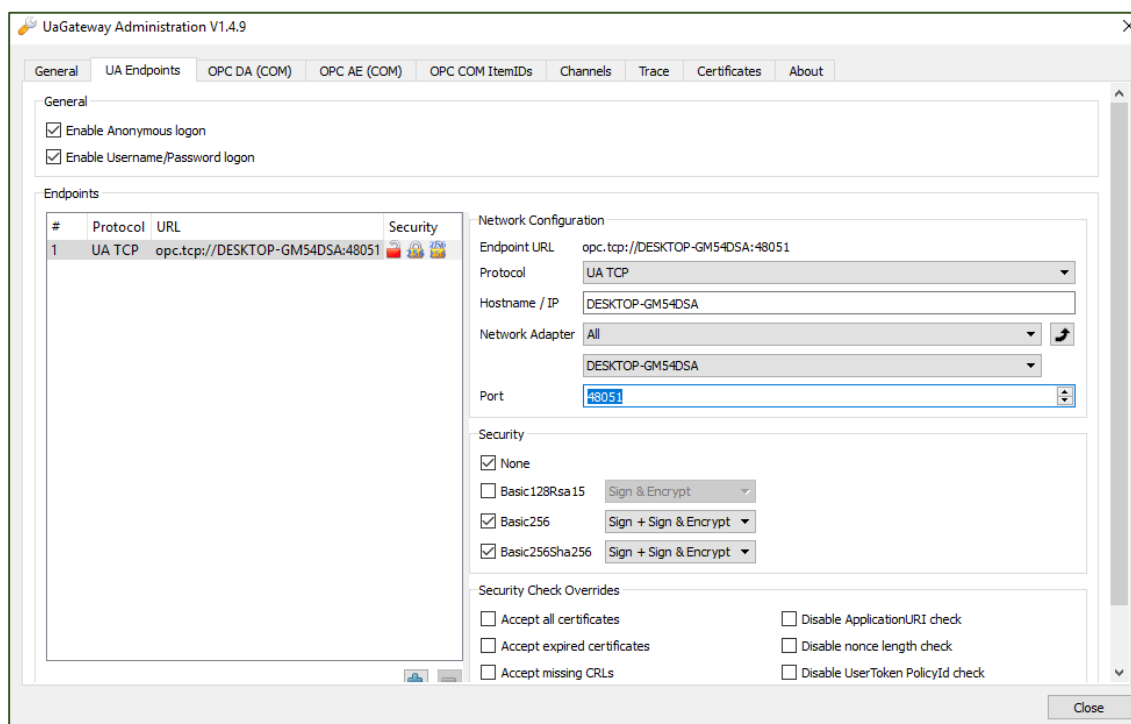 UaGateway Administration V1.4.9
General UA Endpoints OPC DA (COM) OPC AE (COM) OPC COM ItemIDs Channels Trace Certificates About
General
Enable Anonymous logon
Enable Username/Password logon
Endpoints
# Protocol URL Security
1 UA TCP opc.tcp://DESKTOP-GM54DSA:48051
Network Configuration
Endpoint URL opc.tcp://DESKTOP-GM54DSA:48051
Protocol UA TCP
Hostname / IP DESKTOP-GM54DSA
Network Adapter All
DESKTOP-GM54DSA
Port 48051
Security
None
Basic128Rsa15 Sign & Encrypt
Basic256 Sign + Sign & Encrypt
Basic256Sha256 Sign + Sign & Encrypt
Security Check Overrides
Accept all certificates Disable ApplicationURI check
Accept expired certificates Disable nonce length check
Accept missing CRLs Disable UserToken PolicyId check
Close